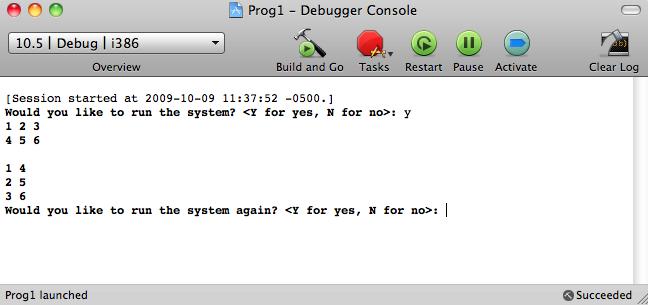 Prog1 – Debugger Console
10.5 | Debug | i386
Overview
Build and Go
Tasks
Restart
Pause
Activate
Clear Log
[Session started at 2009-10-09 11:37:52 -0500.]
Would you like to run the system? <Y for yes, N for no>: y
1 2 3
4 5 6
1 4
2 5
3 6
Would you like to run the system again? <Y for yes, N for no>:
Prog1 launched
Succeeded